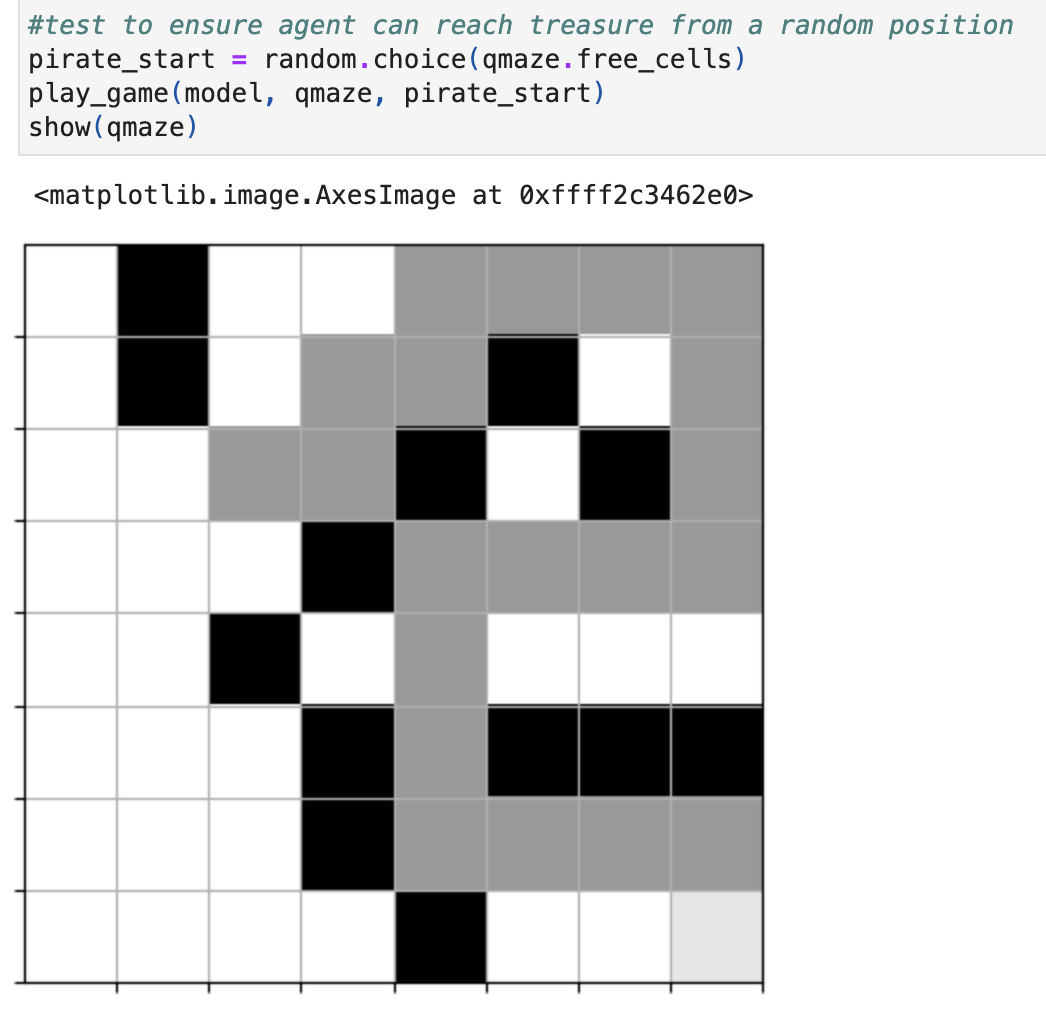 #test to ensure agent can reach treasure from a random position
pirate_start = random.choice(qmaze.free_cells)
play_game(model, qmaze, pirate_start)
show(qmaze)
<matplotlib.image.AxesImage at 0xffff2c3462e0>